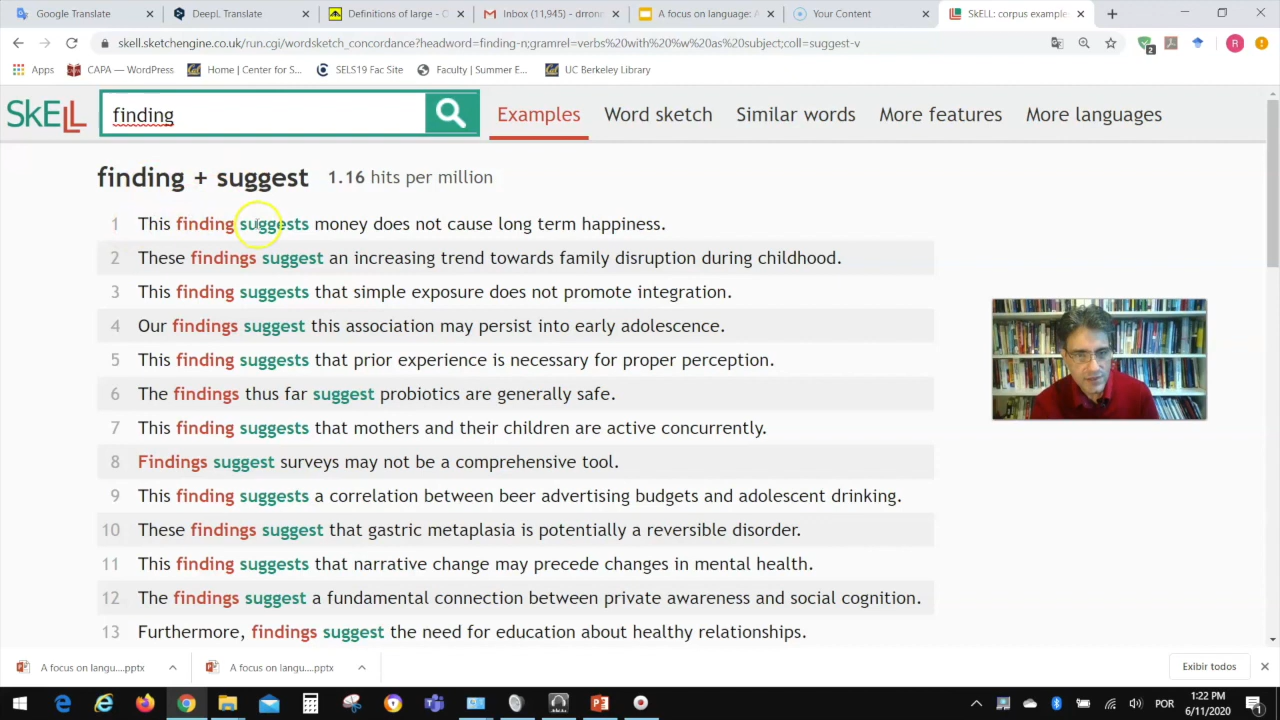 Google Translate
DeepL Translat
Definitions of large - O
Inbox (11,945) - drronr
A focus on language: A
Your Content
SkELL: corpus example
skell.sketchengine.co.uk/run.cgi/wordsketch_concordance?headword=finding-n;gramrel=verbs%20with%20%w%20as%20subject;coll=suggest-v
2
R
Apps
CAPA — WordPress
Home | Center for S...
SELS19 Fac Site
Faculty | Summer E...
UC Berkeley Library
SkELL
finding
Examples
Word sketch
Similar words
More features
More languages
finding + suggest 1.16 hits per million
1 This finding suggests money does not cause long term happiness.
2 These findings suggest an increasing trend towards family disruption during childhood.
3 This finding suggests that simple exposure does not promote integration.
4 Our findings suggest this association may persist into early adolescence.
5 This finding suggests that prior experience is necessary for proper perception.
6 The findings thus far suggest probiotics are generally safe.
7 This finding suggests that mothers and their children are active concurrently.
8 Findings suggest surveys may not be a comprehensive tool.
9 This finding suggests a correlation between beer advertising budgets and adolescent drinking.
10 These findings suggest that gastric metaplasia is potentially a reversible disorder.
11 This finding suggests that narrative change may precede changes in mental health.
12 The findings suggest a fundamental connection between private awareness and social cognition.
13 Furthermore, findings suggest the need for education about healthy relationships.
A focus on langu....pptx
A focus on langu....pptx
Exibir todos
POR
1:22 PM
6/11/2020
1